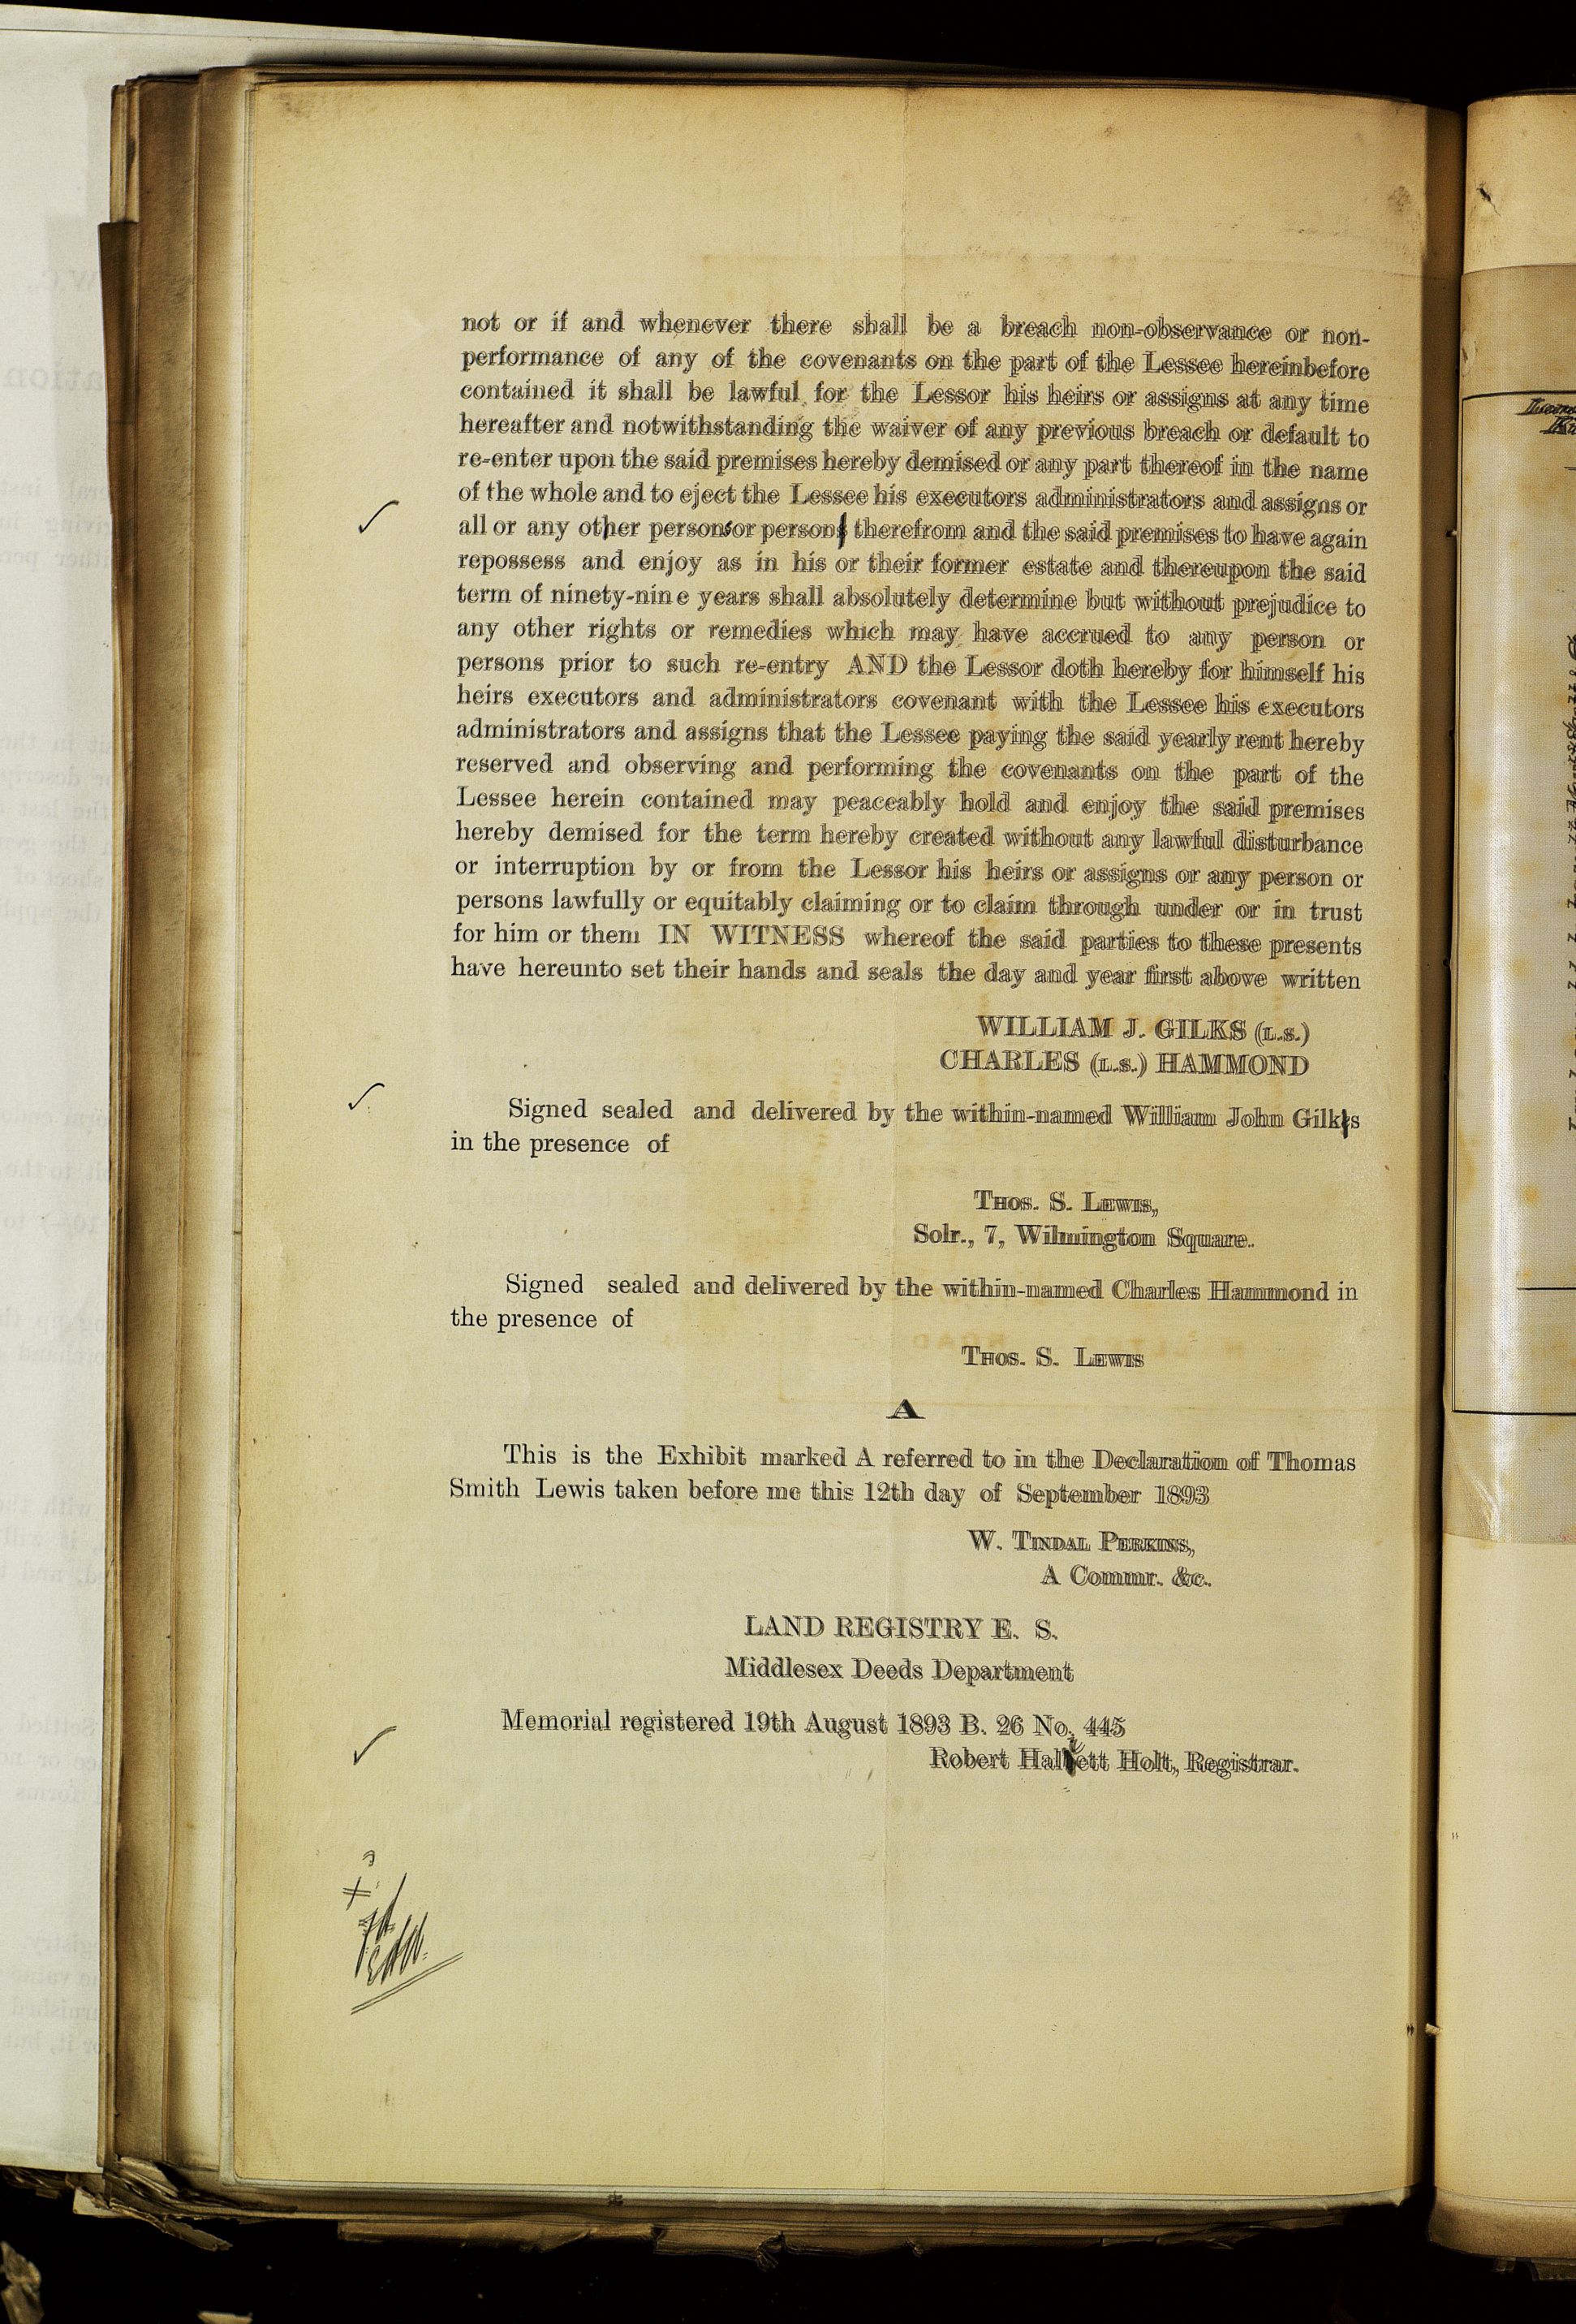 not or if and whenever there shall be a breach non-observance or non-
performance of any of the covenants on the part of the Lessee hereinbefore
contained it shall be lawful for the Lessor his heirs or assigns at any time
hereafter and notwithstanding the waiver of any previous breach or default to
re-enter upon the said premises hereby demised or any part thereof in the name
of the whole and to eject the Lessee his executors administrators and assigns or
all or any other persons or person therefrom and the said premises to have again
repossess and enjoy as in his or their former estate and thereupon the said
term of ninety-nine years shall absolutely determine but without prejudice to
any other rights or remedies which may have accrued to any person or
persons prior to such re-entry AND the Lessor doth hereby for himself his
heirs executors and administrators covenant with the Lessee his executors
administrators and assigns that the Lessee paying the said yearly rent hereby
reserved and observing and performing the covenants on the part of the
Lessee herein contained may peaceably hold and enjoy the said premises
hereby demised for the term hereby created without any lawful disturbance
or interruption by or from the Lessor his heirs or assigns or any person or
persons lawfully or equitably claiming or to claim through under or in trust
for him or them IN WITNESS whereof the said parties to these presents
have hereunto set their hands and seals the day and year first above written
WILLIAM J. GILKS (L.S.)
CHARLES (L.S.) HAMMOND
Signed sealed and delivered by the within-named William John Gilks
in the presence of
THOS. S. LEWIS,
Solr., 7, Wilmington Square.
Signed sealed and delivered by the within-named Charles Hammond in
the presence of
THOS. S. LEWIS
A
This is the Exhibit marked A referred to in the Declaration of Thomas
Smith Lewis taken before me this 12th day of September 1893
W. TINDAL PERKINS,
A Commr. &c.
LAND REGISTRY E. S.
Middlesex Deeds Department
Memorial registered 19th August 1893 B. 26 No. 445
Robert Hallett Holt, Registrar.